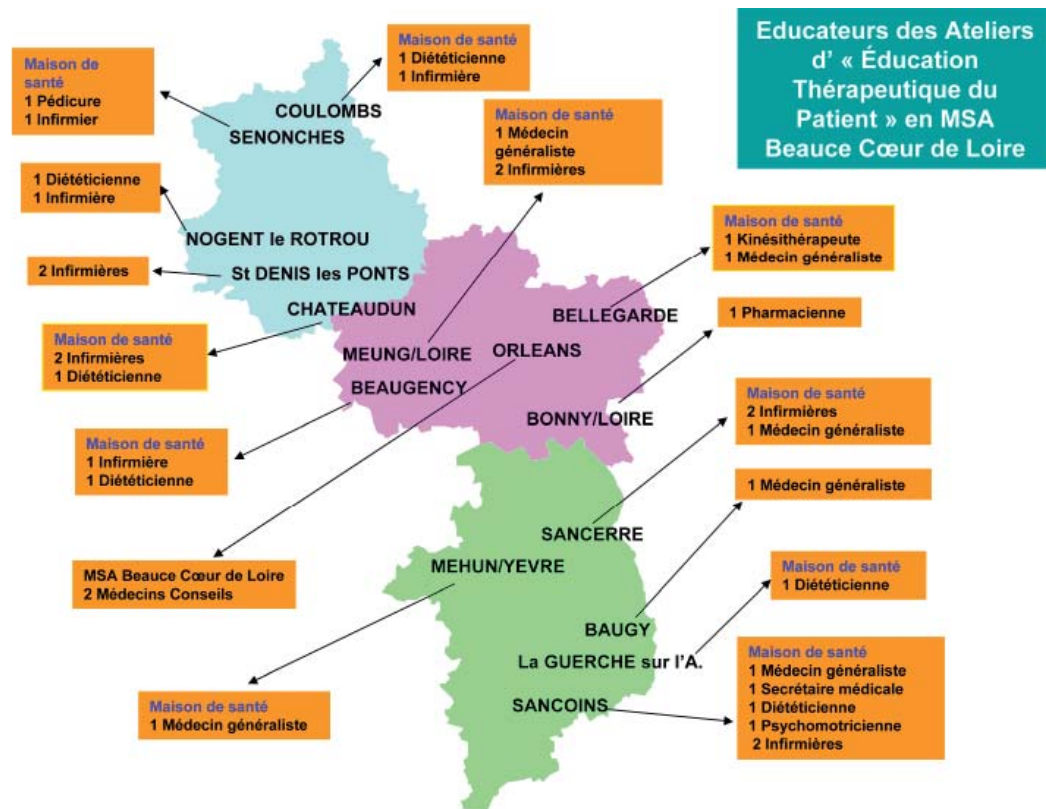 Educateurs des Ateliers
d' « Éducation
Thérapeutique du
Patient » en MSA
Beauce Cœur de Loire
Maison de
santé
1 Pédicure
1 Infirmier
Maison de santé
1 Diététicienne
1 Infirmière
Maison de santé
1 Médecin
généraliste
2 Infirmières
COULOMBS
SENONCHES
1 Diététicienne
1 Infirmière
NOGENT le ROTROU
2 Infirmières
St DENIS les PONTS
CHATEAUDUN
Maison de santé
2 Infirmières
1 Diététicienne
Maison de santé
1 Kinésithérapeute
1 Médecin généraliste
BELLEGARDE
1 Pharmacienne
MEUNG/LOIRE
ORLEANS
BEAUGENCY
BONNY/LOIRE
Maison de santé
1 Infirmière
1 Diététicienne
Maison de santé
2 Infirmières
1 Médecin généraliste
1 Médecin généraliste
SANCERRE
MEHUN/YEVRE
MSA Beauce Cœur de Loire
2 Médecins Conseils
Maison de santé
1 Diététicienne
BAUGY
La GUERCHE sur l'A.
SANCOINS
Maison de santé
1 Médecin généraliste
Maison de santé
1 Médecin généraliste
1 Secrétaire médicale
1 Diététicienne
1 Psychomotricienne
2 Infirmières